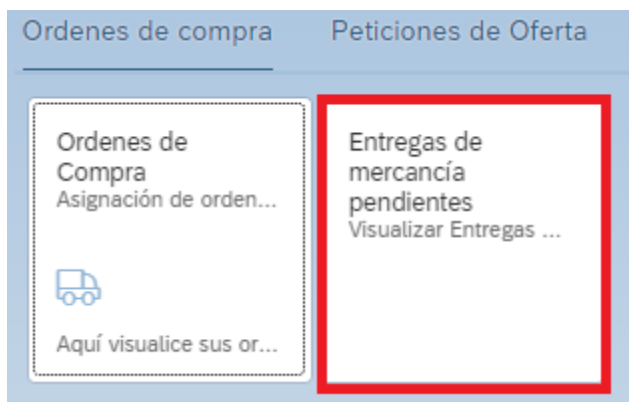 Ordenes de compra
Peticiones de Oferta
Ordenes de
Compra
Asignación de orden...
Aquí visualice sus or...
Entregas de
mercancía
pendientes
Visualizar Entregas ...